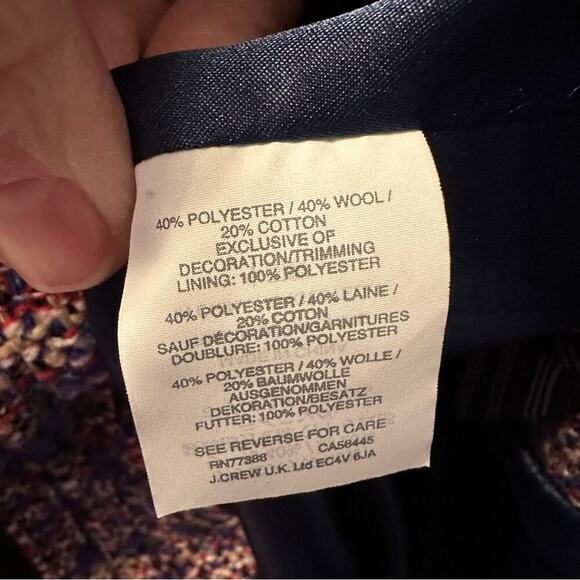 40% POLYESTER / 40% WOOL /
20% COTTON
EXCLUSIVE OF
DECORATION/TRIMMING
LINING: 100% POLYESTER
40% POLYESTER / 40% LAINE /
20% COTON
SAUF DÉCORATION/GARNITURES
DOUBLURE: 100% POLYESTER
40% POLYESTER / 40% WOLLE /
20% BAUMWOLLE
AUSGENOMMEN
DEKORATION/BESATZ
FUTTER: 100% POLYESTER
SEE REVERSE FOR CARE
RN77388 CA56445
J.CREW U.K. Ltd EC4V 6JA